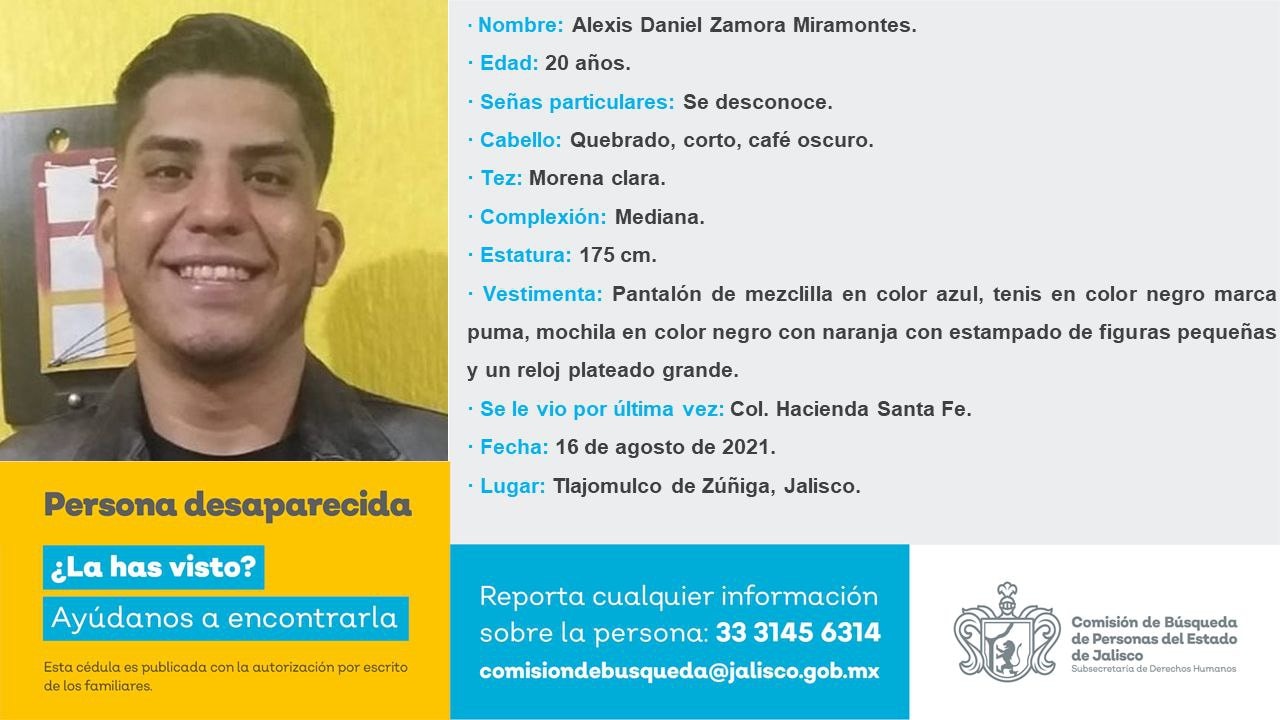 · Nombre: Alexis Daniel Zamora Miramontes.
· Edad: 20 años.
· Señas particulares: Se desconoce.
· Cabello: Quebrado, corto, café oscuro.
· Tez: Morena clara.
· Complexión: Mediana.
· Estatura: 175 cm.
· Vestimenta: Pantalón de mezclilla en color azul, tenis en color negro marca
puma, mochila en color negro con naranja con estampado de figuras pequeñas
y un reloj plateado grande.
· Se le vio por última vez: Col. Hacienda Santa Fe.
· Fecha: 16 de agosto de 2021.
· Lugar: Tlajomulco de Zúñiga, Jalisco.
Persona desaparecida
¿La has visto?
Ayúdanos a encontrarla
Esta cédula es publicada con la autorización por escrito
de los familiares.
Reporta cualquier información
sobre la persona: 33 3145 6314
comisiondebusqueda@jalisco.gob.mx
Comisión de Búsqueda
de Personas del Estado
de Jalisco
Subsecretaría de Derechos Humanos